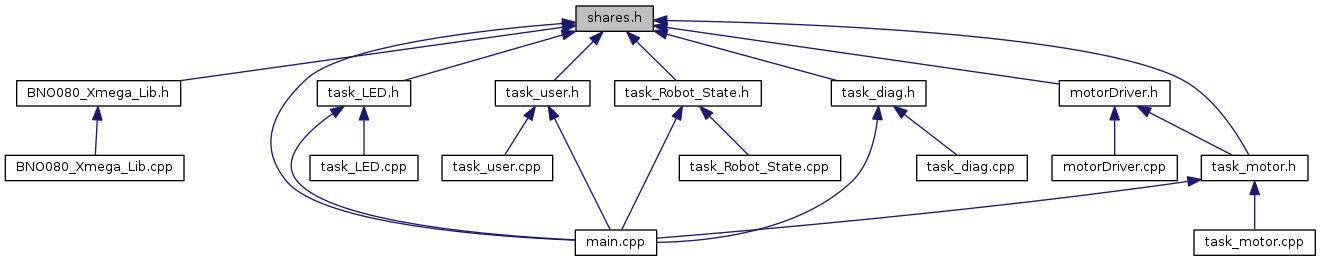 shares.h
BNO080_Xmega_Lib.h
task_LED.h
task_user.h
task_Robot_State.h
task_diag.h
motorDriver.h
BNO080_Xmega_Lib.cpp
task_LED.cpp
task_user.cpp
task_Robot_State.cpp
task_diag.cpp
motorDriver.cpp
task_motor.h
main.cpp
task_motor.cpp